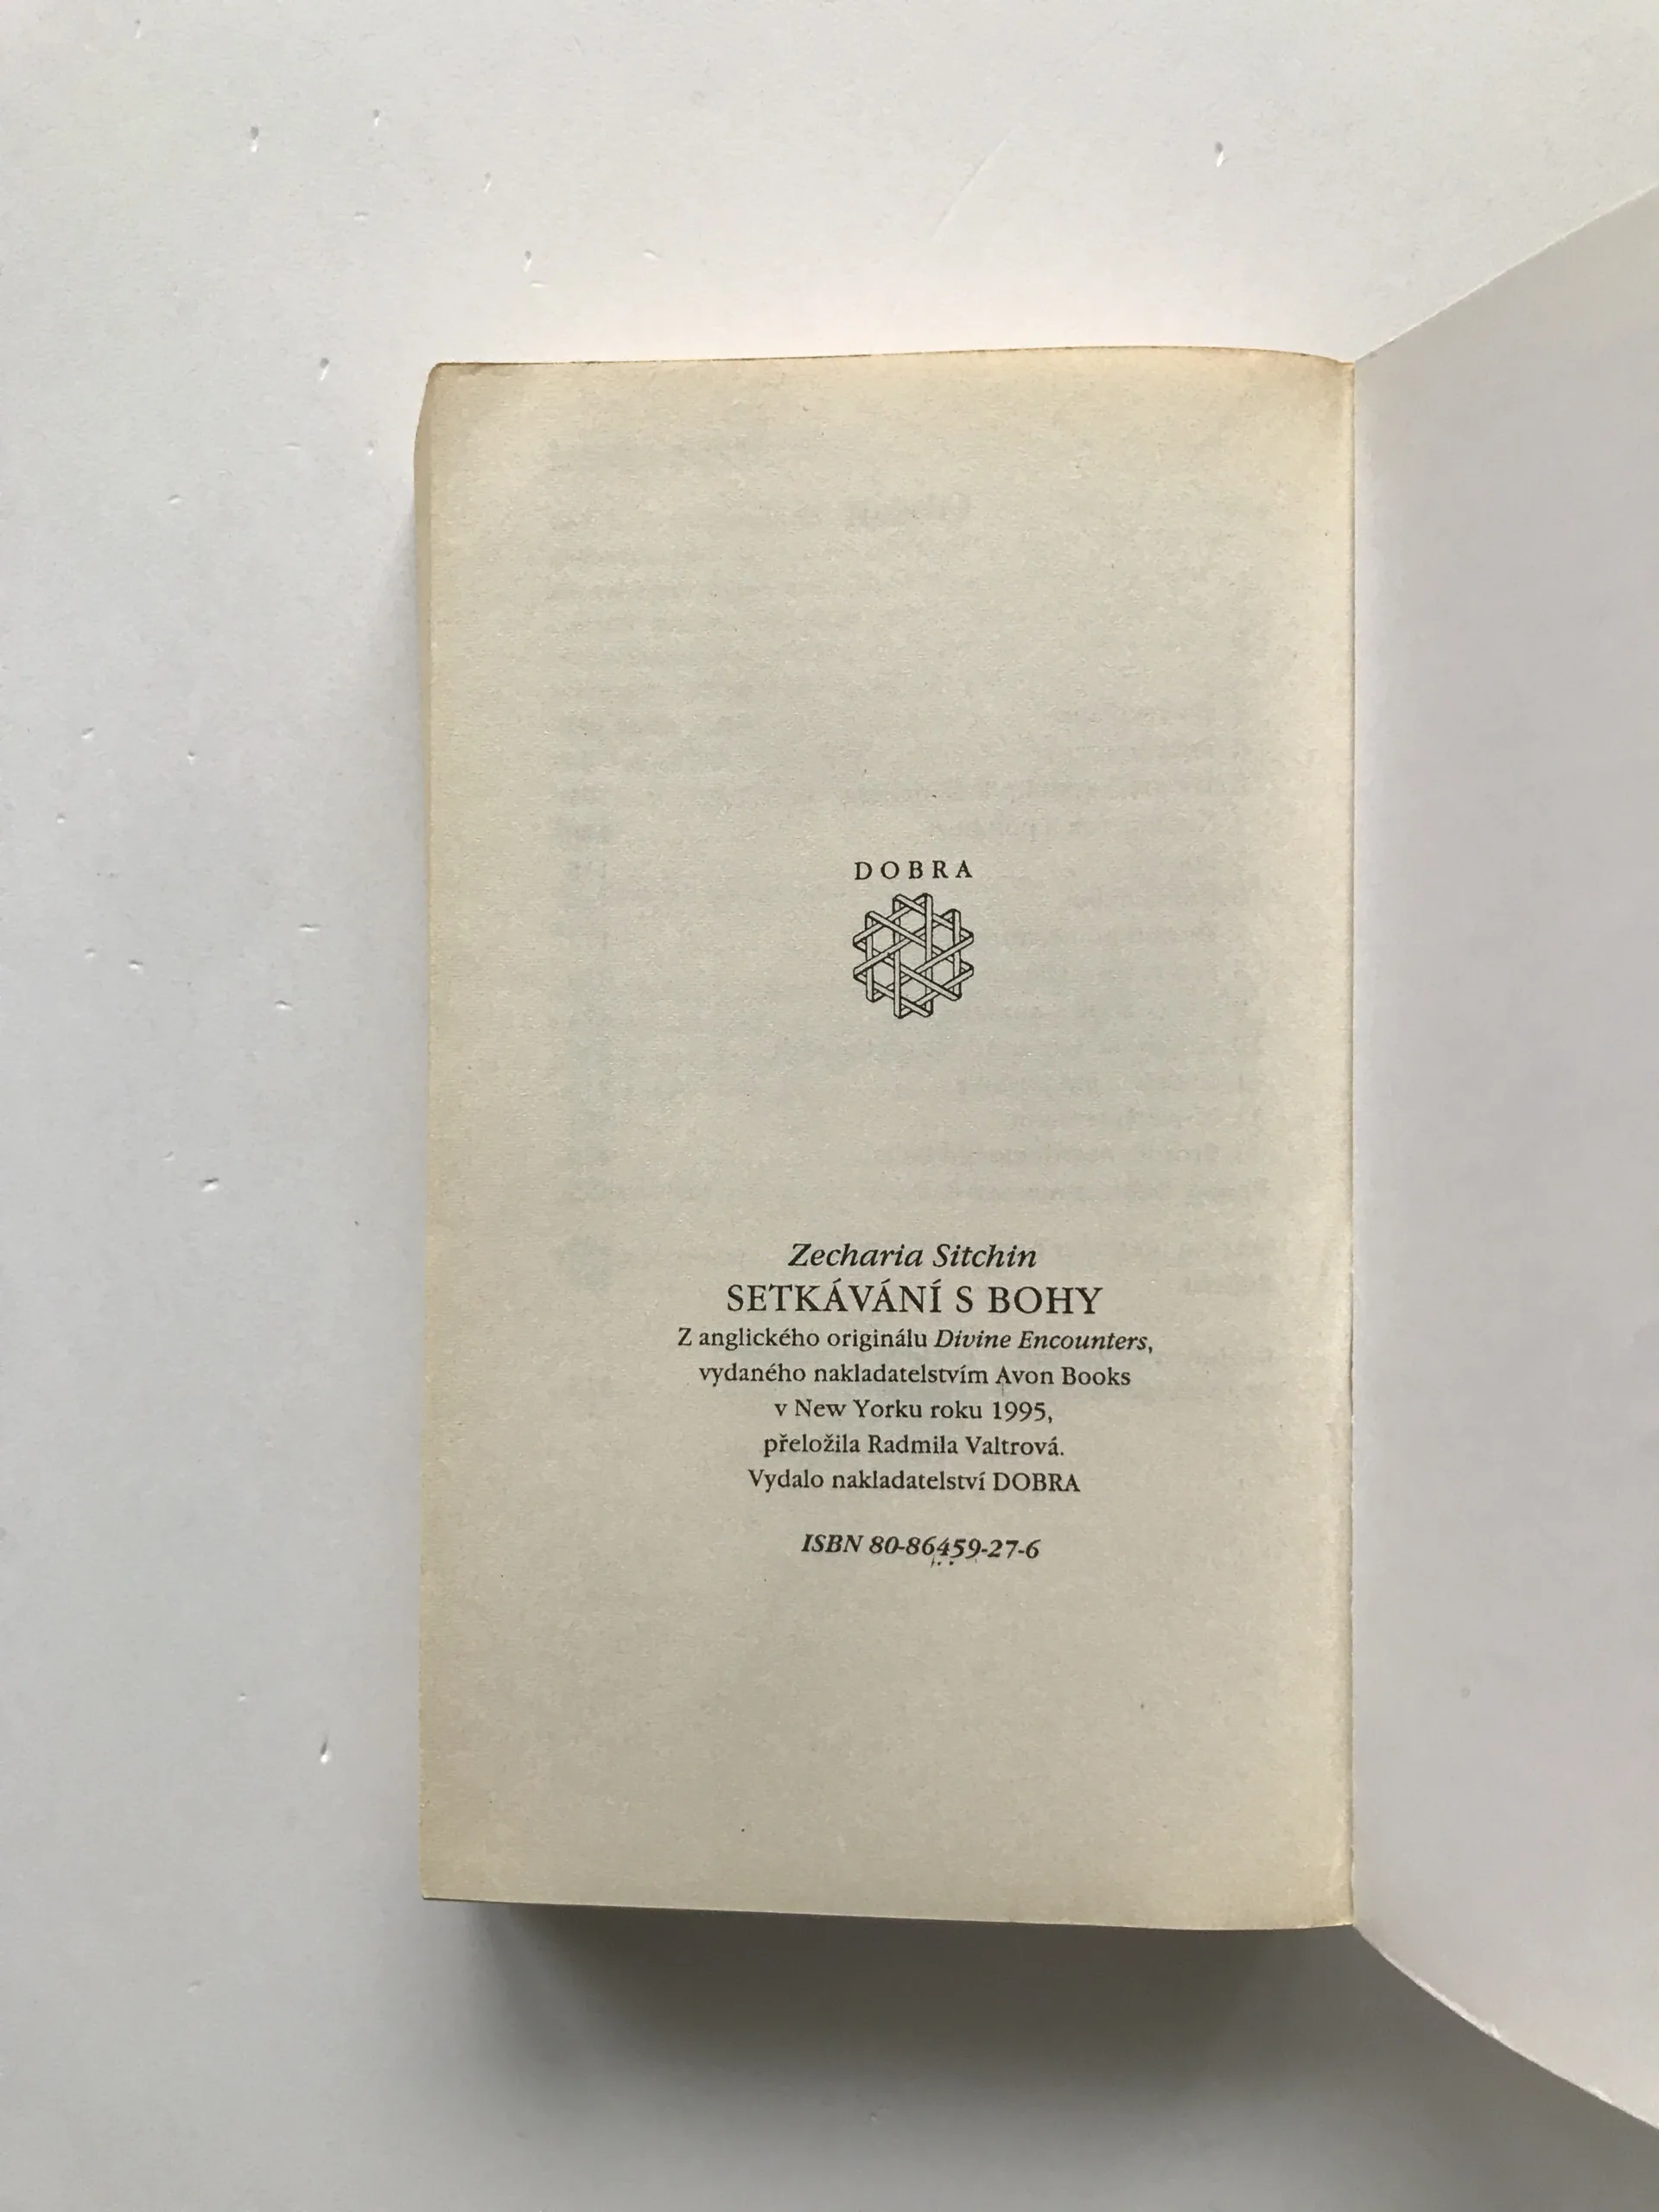 DOBRA
Zecharia Sitchin
SETKÁVÁNÍ S BOHY
Z anglického originálu Divine Encounters,
vydaného nakladatelstvím Avon Books
v New Yorku roku 1995,
přeložila Radmila Valtrová.
Vydalo nakladatelství DOBRA
ISBN 80-86459-27-6